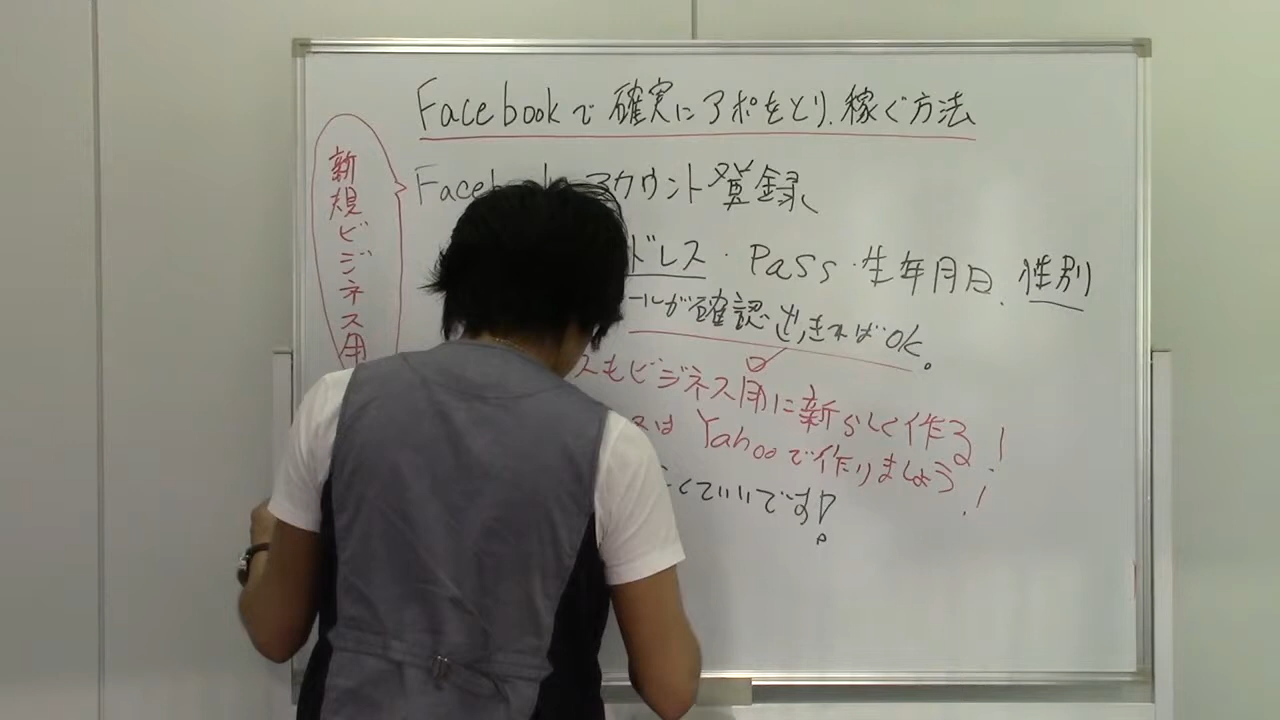 Facebookで確実にアポをとり、稼ぐ方法
新規ビジネス用
Faceb アカウント登録
ドレス・Pass・生年月日、性別
ールが確認できればOK。
スもビジネス用に新らしく作る!
スは Yahooで作りましょう!
くていいです!